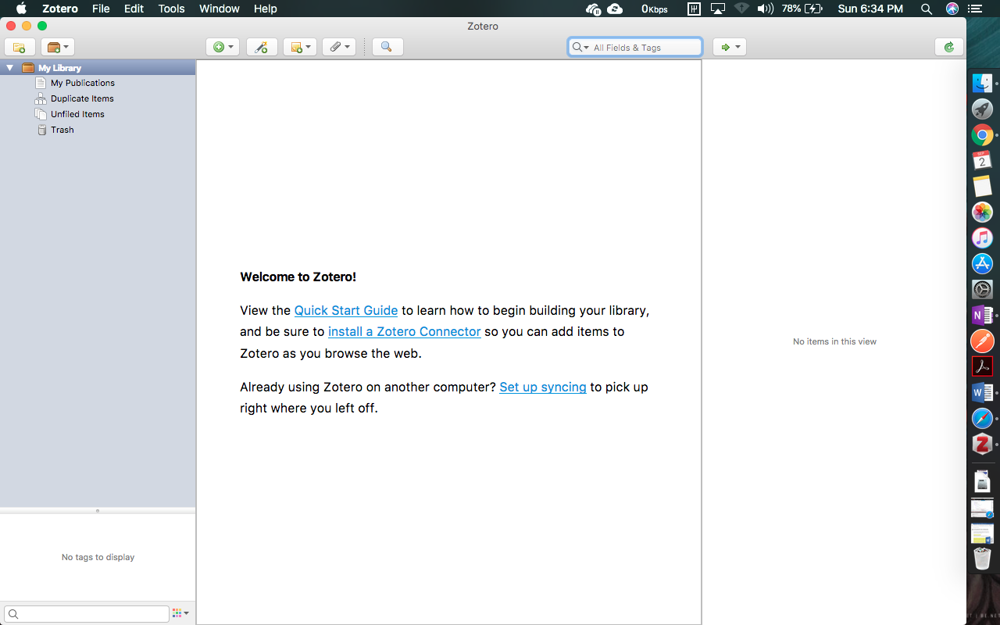 Zotero File Edit Tools Window Help 0Kbps 78% Sun 6:34 PM
Zotero
All Fields & Tags
My Library
My Publications
Duplicate Items
Unfiled Items
Trash
Welcome to Zotero!
View the Quick Start Guide to learn how to begin building your library,
and be sure to install a Zotero Connector so you can add items to
Zotero as you browse the web.
Already using Zotero on another computer? Set up syncing to pick up
right where you left off.
No items in this view
No tags to display
SEP
2
N
W
Z